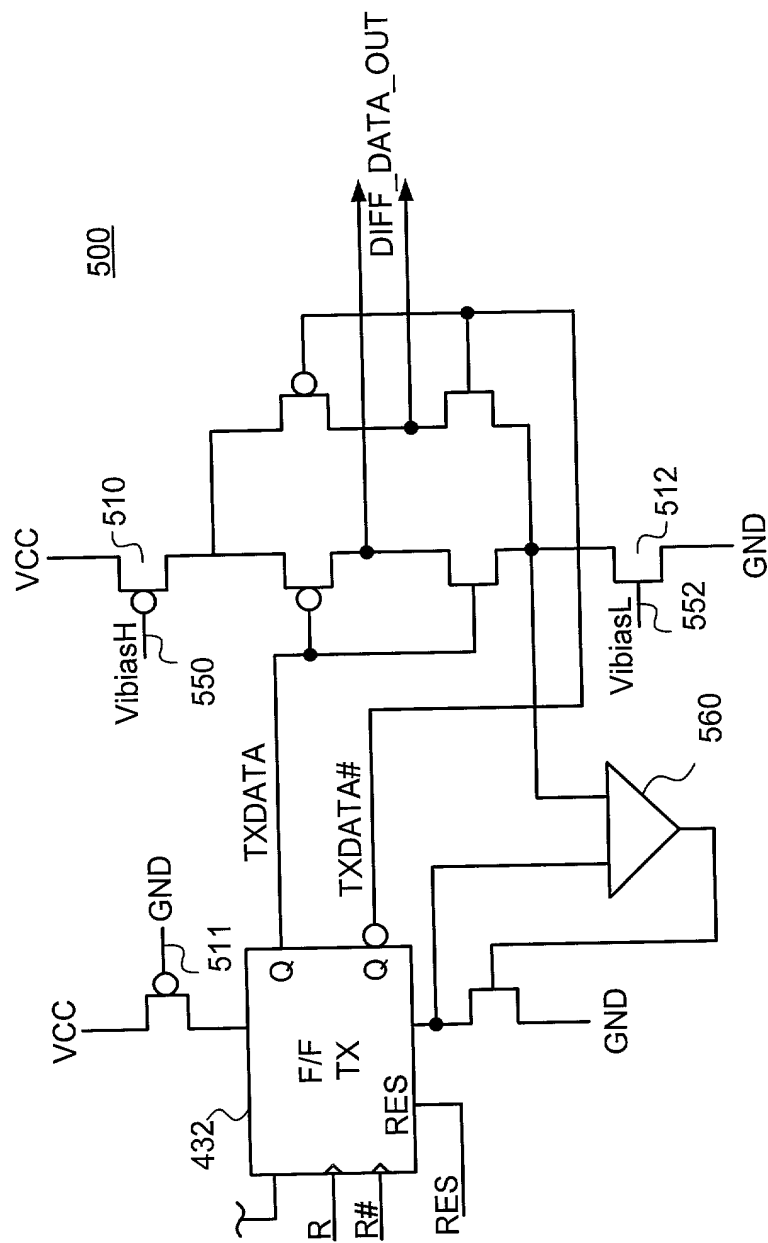 500
VCC
GND
511
VCC
510
VibiasH
550
432
F/F
TX
Q
Q
RES
R
R#
RES
TXDATA
TXDATA#
DIFF_DATA_OUT
GND
560
VibiasL
552
512
GND